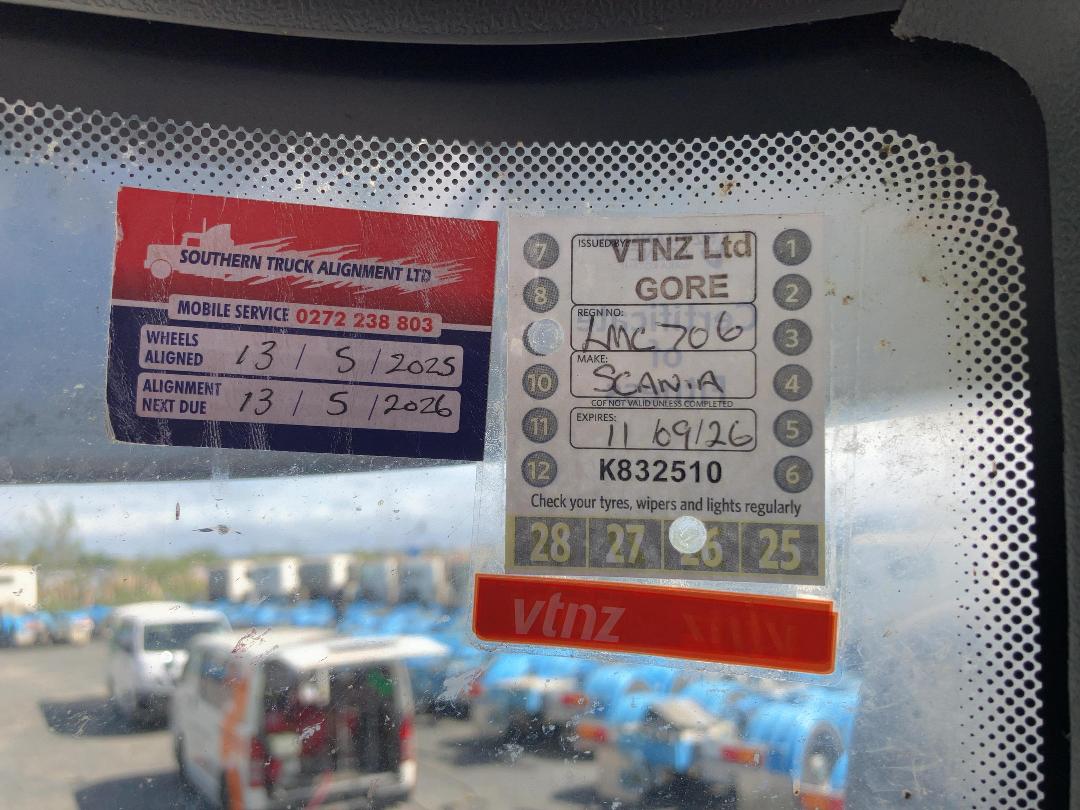 SOUTHERN TRUCK ALIGNMENT LTD
MOBILE SERVICE 0272 238 803
WHEELS ALIGNED 13 / 5 / 2025
ALIGNMENT NEXT DUE 13 / 5 / 2026
7
8
10
11
12
ISSUED BY: VTNZ Ltd
GORE
REGN NO: LMC706
MAKE: SCANIA
COF NOT VALID UNLESS COMPLETED
EXPIRES: 11/09/26
K832510
1
2
3
4
5
6
Check your tyres, wipers and lights regularly
28 27 26 25
vtnz